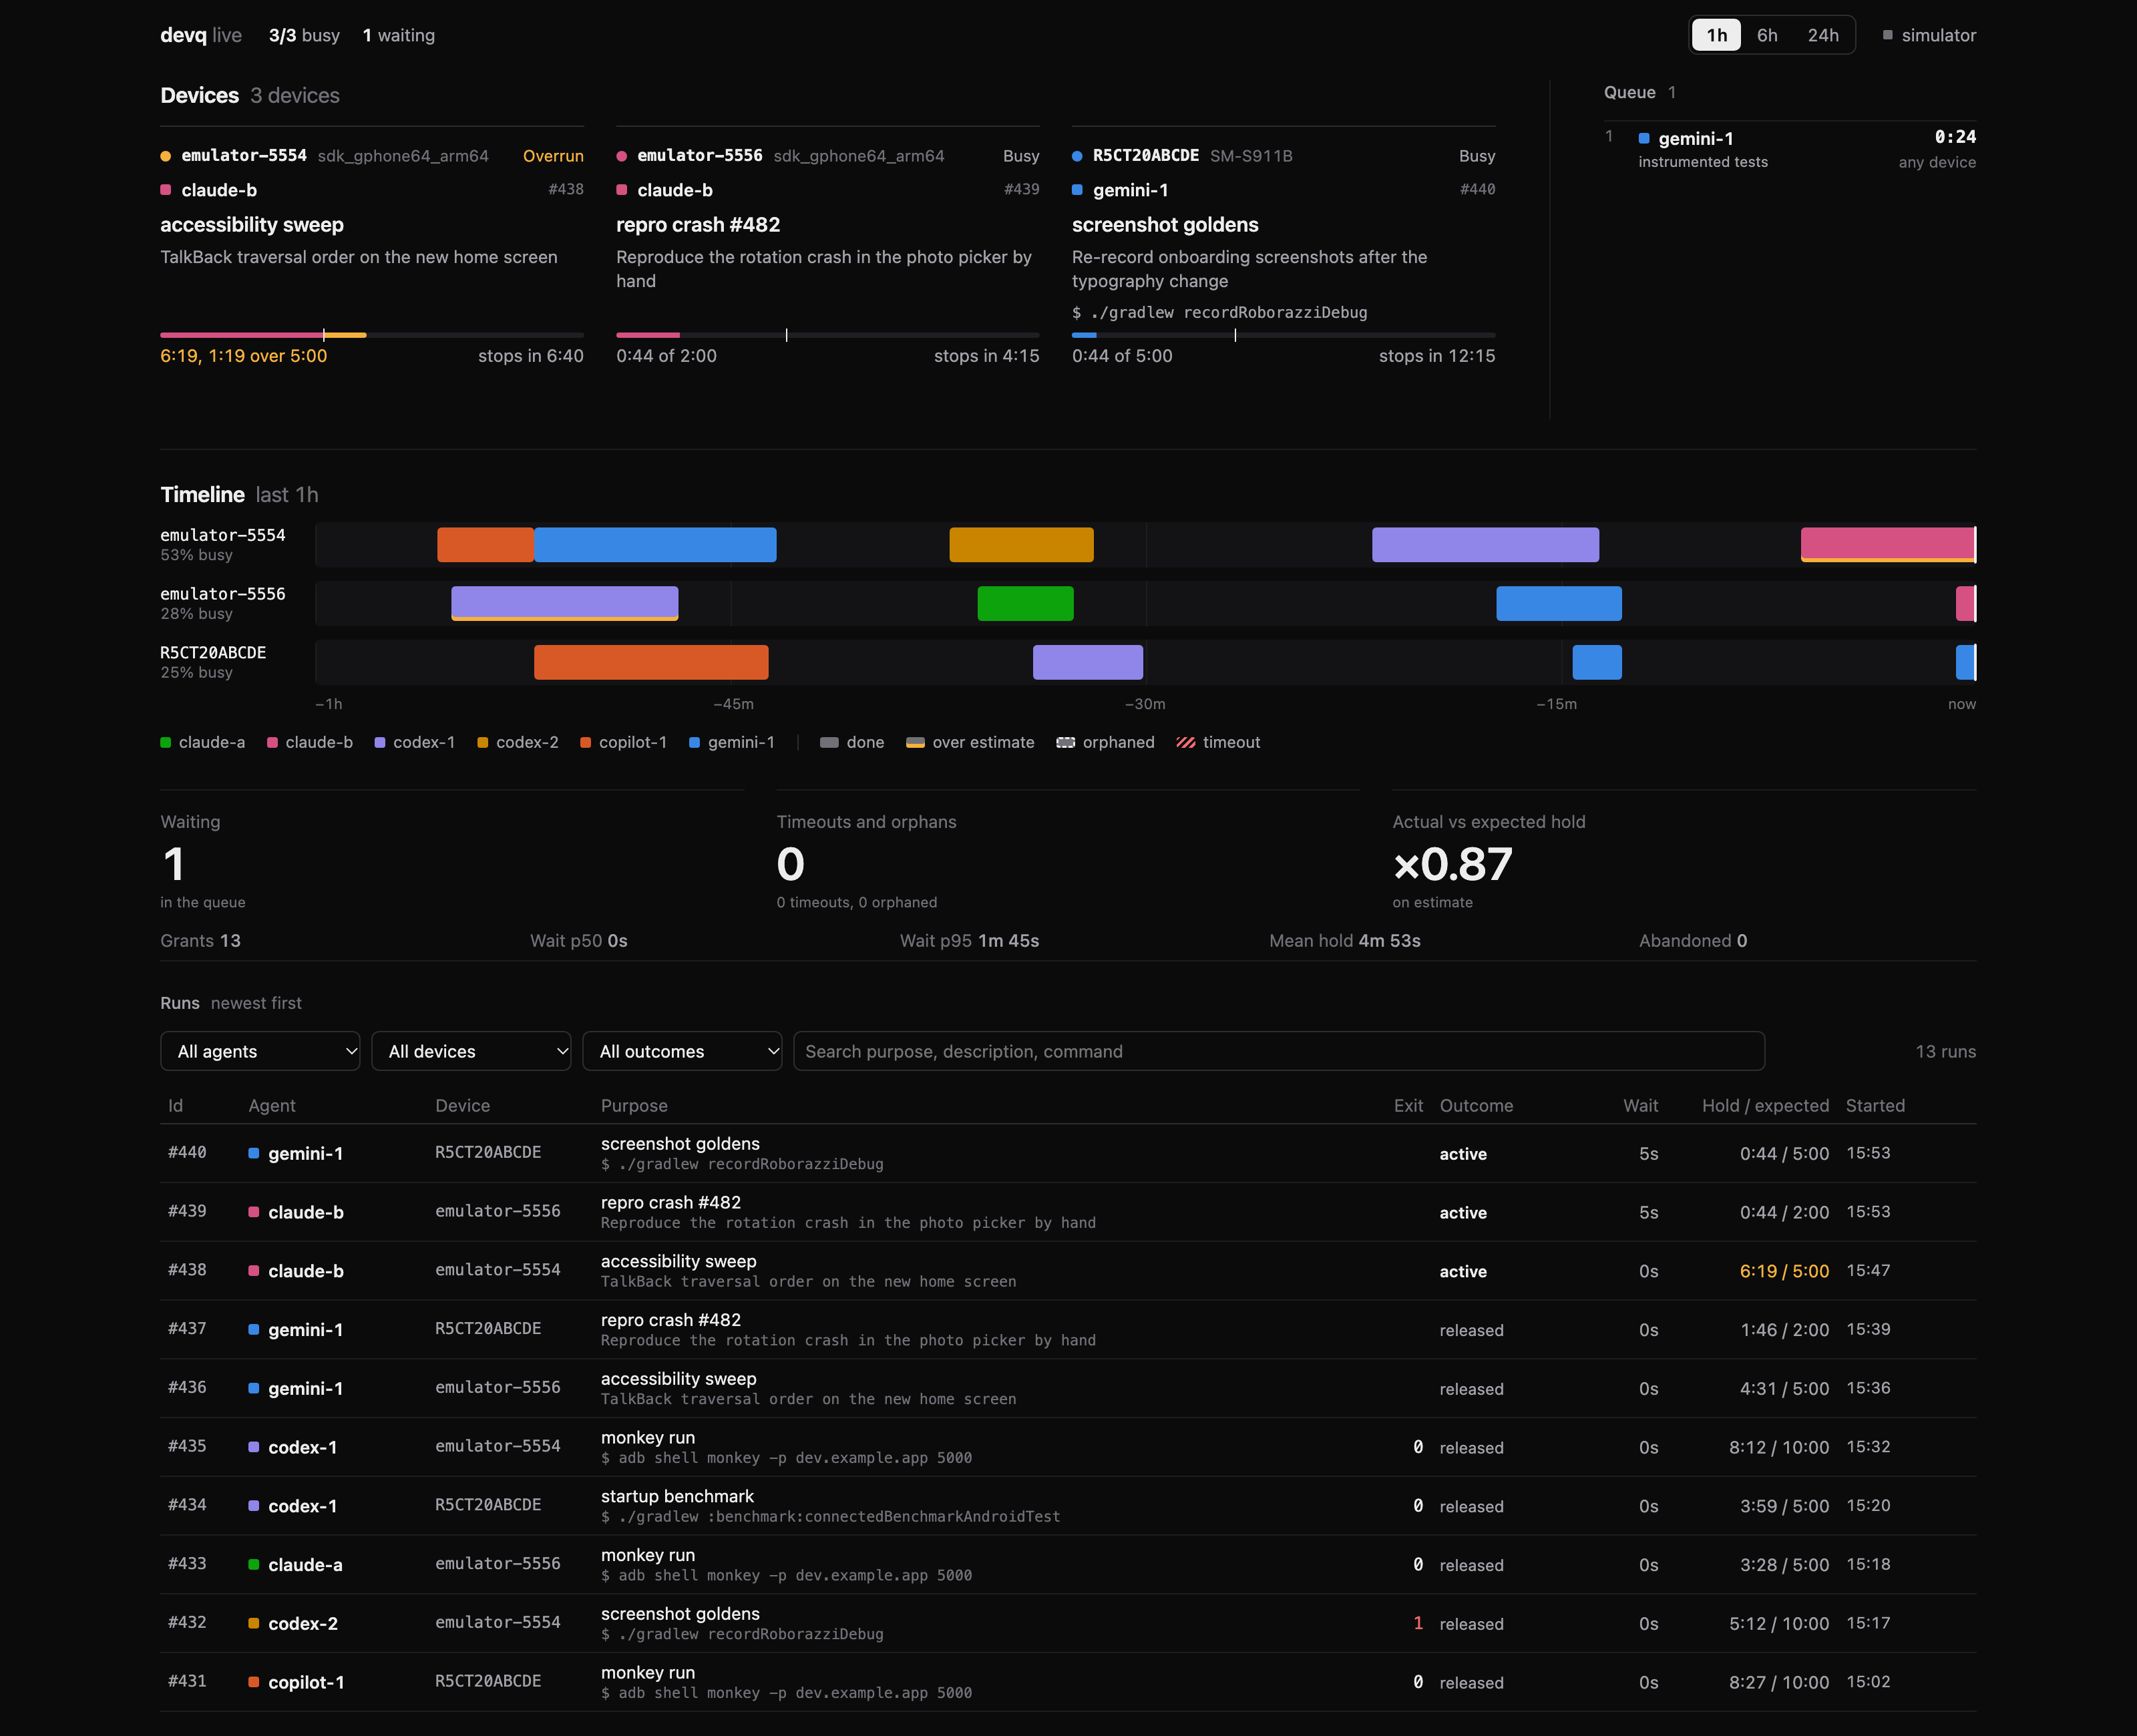 devq live 3/3 busy 1 waiting 1h 6h 24h simulator
Devices 3 devices
emulator-5554 sdk_gphone64_arm64 Overrun
claude-b #438
accessibility sweep
TalkBack traversal order on the new home screen
6:19, 1:19 over 5:00 stops in 6:40
emulator-5556 sdk_gphone64_arm64 Busy
claude-b #439
repro crash #482
Reproduce the rotation crash in the photo picker by
hand
0:44 of 2:00 stops in 4:15
R5CT20ABCDE SM-S911B Busy
gemini-1 #440
screenshot goldens
Re-record onboarding screenshots after the
typography change
$ ./gradlew recordRoborazziDebug
0:44 of 5:00 stops in 12:15
Queue 1
1 gemini-1 0:24
instrumented tests any device
Timeline last 1h
emulator-5554
53% busy
emulator-5556
28% busy
R5CT20ABCDE
25% busy
−1h −45m −30m −15m now
claude-a claude-b codex-1 codex-2 copilot-1 gemini-1 done over estimate orphaned timeout
Waiting
1
in the queue
Timeouts and orphans
0
0 timeouts, 0 orphaned
Actual vs expected hold
×0.87
on estimate
Grants 13 Wait p50 0s Wait p95 1m 45s Mean hold 4m 53s Abandoned 0
Runs newest first
All agents All devices All outcomes Search purpose, description, command 13 runs
Id Agent Device Purpose Exit Outcome Wait Hold / expected Started
#440 gemini-1 R5CT20ABCDE screenshot goldens active 5s 0:44 / 5:00 15:53
$ ./gradlew recordRoborazziDebug
#439 claude-b emulator-5556 repro crash #482 active 5s 0:44 / 2:00 15:53
Reproduce the rotation crash in the photo picker by hand
#438 claude-b emulator-5554 accessibility sweep active 0s 6:19 / 5:00 15:47
TalkBack traversal order on the new home screen
#437 gemini-1 R5CT20ABCDE repro crash #482 released 0s 1:46 / 2:00 15:39
Reproduce the rotation crash in the photo picker by hand
#436 gemini-1 emulator-5556 accessibility sweep released 0s 4:31 / 5:00 15:36
TalkBack traversal order on the new home screen
#435 codex-1 emulator-5554 monkey run 0 released 0s 8:12 / 10:00 15:32
$ adb shell monkey -p dev.example.app 5000
#434 codex-1 R5CT20ABCDE startup benchmark 0 released 0s 3:59 / 5:00 15:20
$ ./gradlew :benchmark:connectedBenchmarkAndroidTest
#433 claude-a emulator-5556 monkey run 0 released 0s 3:28 / 5:00 15:18
$ adb shell monkey -p dev.example.app 5000
#432 codex-2 emulator-5554 screenshot goldens 1 released 0s 5:12 / 10:00 15:17
$ ./gradlew recordRoborazziDebug
#431 copilot-1 R5CT20ABCDE monkey run 0 released 0s 8:27 / 10:00 15:02
$ adb shell monkey -p dev.example.app 5000